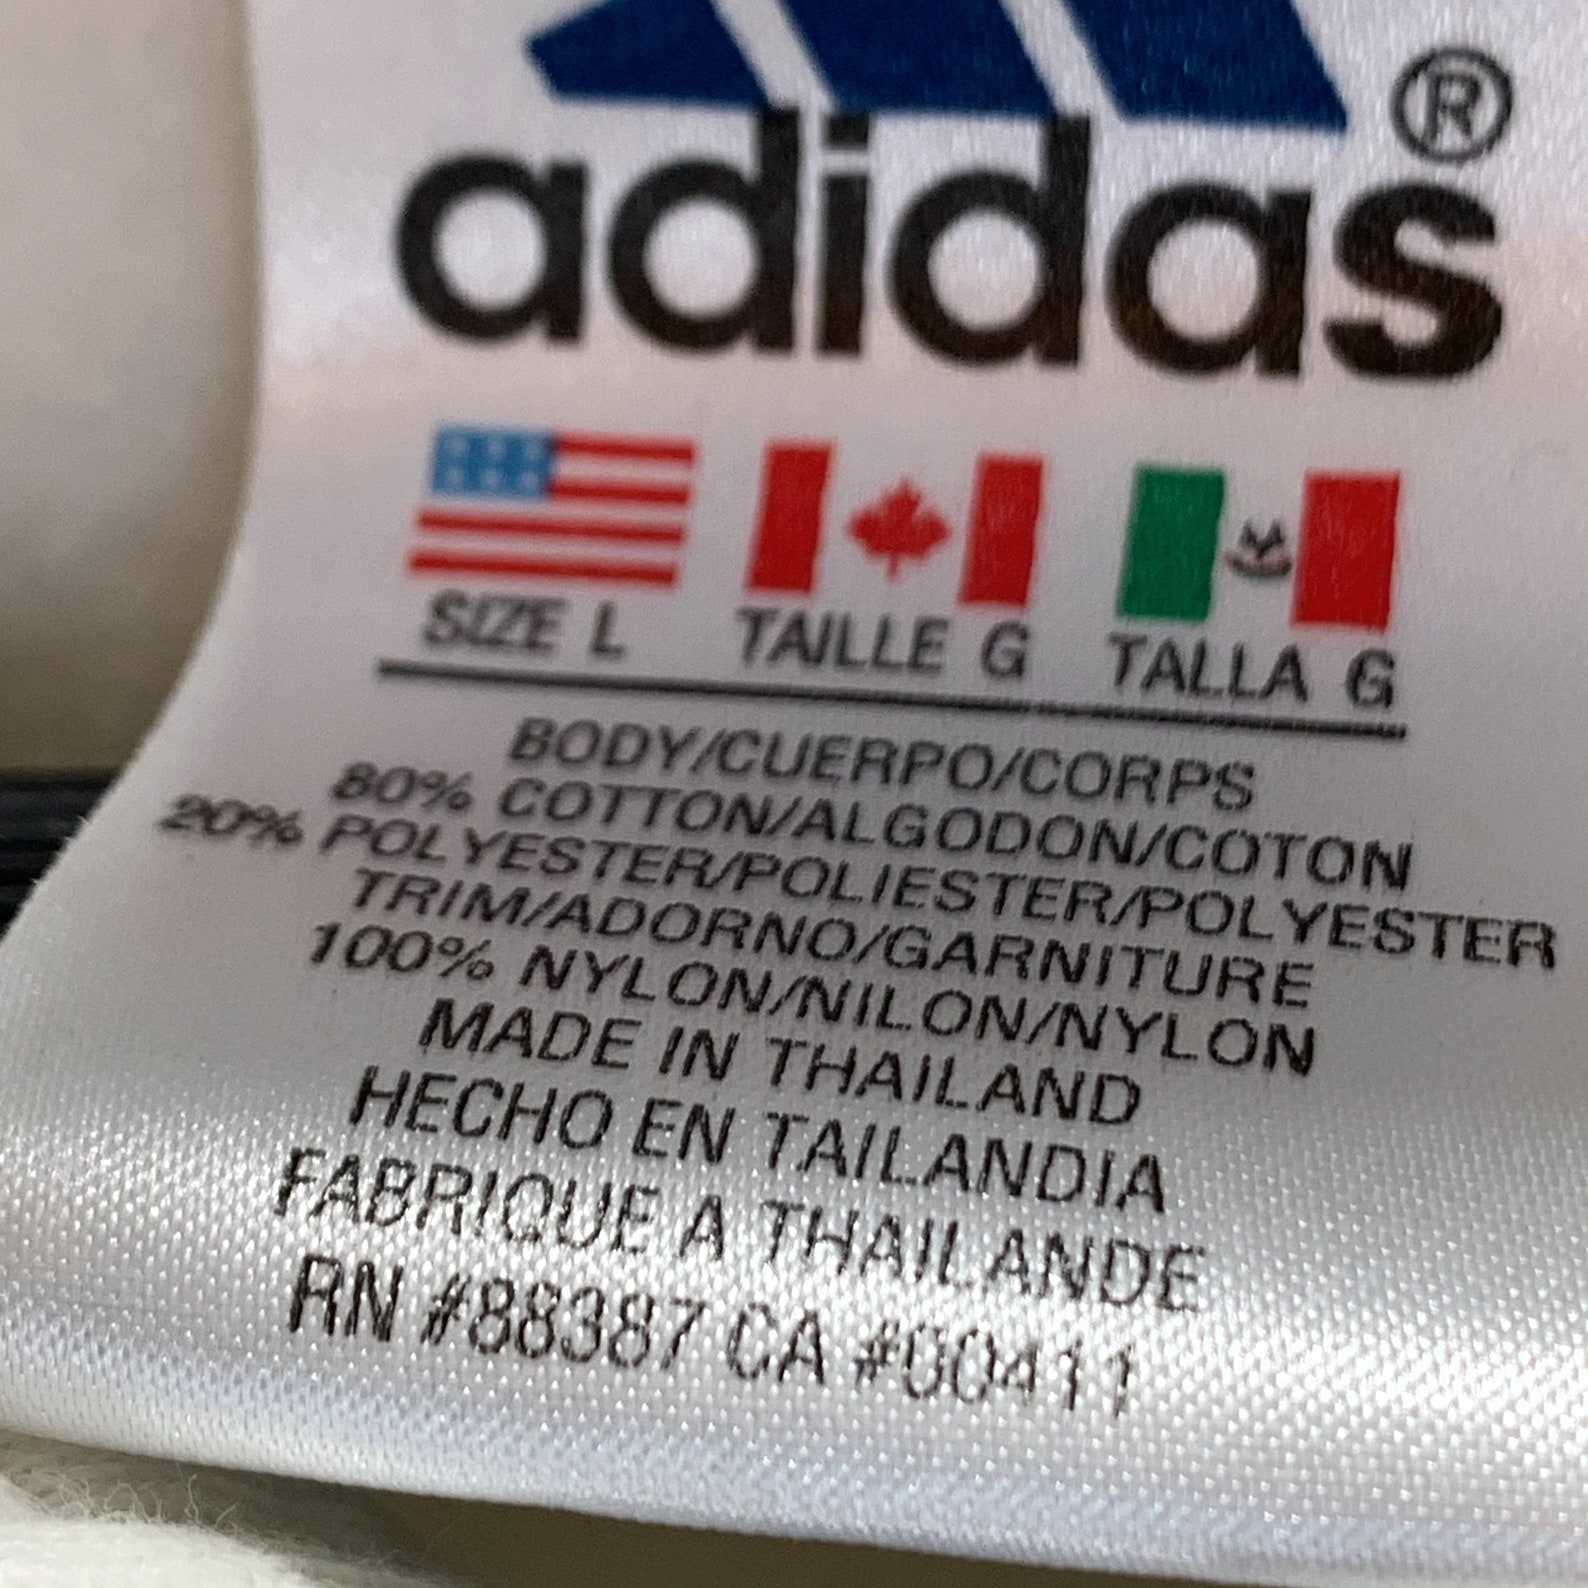 adidas®
SIZE L TAILLE G TALLA G
BODY/CUERPO/CORPS
80% COTTON/ALGODON/COTON
20% POLYESTER/POLIESTER/POLYESTER
TRIM/ADORNO/GARNITURE
100% NYLON/NILON/NYLON
MADE IN THAILAND
HECHO EN TAILANDIA
FABRIQUE A THAILANDE
RN #88387 CA #00411